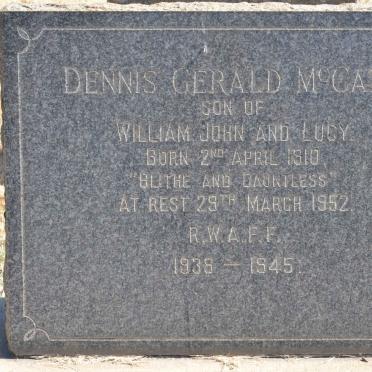 DENNIS GERALD McCA
SON OF
WILLIAM JOHN AND LUCY.
BORN 2ND APRIL 1910
"BLITHE AND DAUNTLESS"
AT REST 29TH MARCH 1952.
R.W.A.F.F.
1938 — 1945.